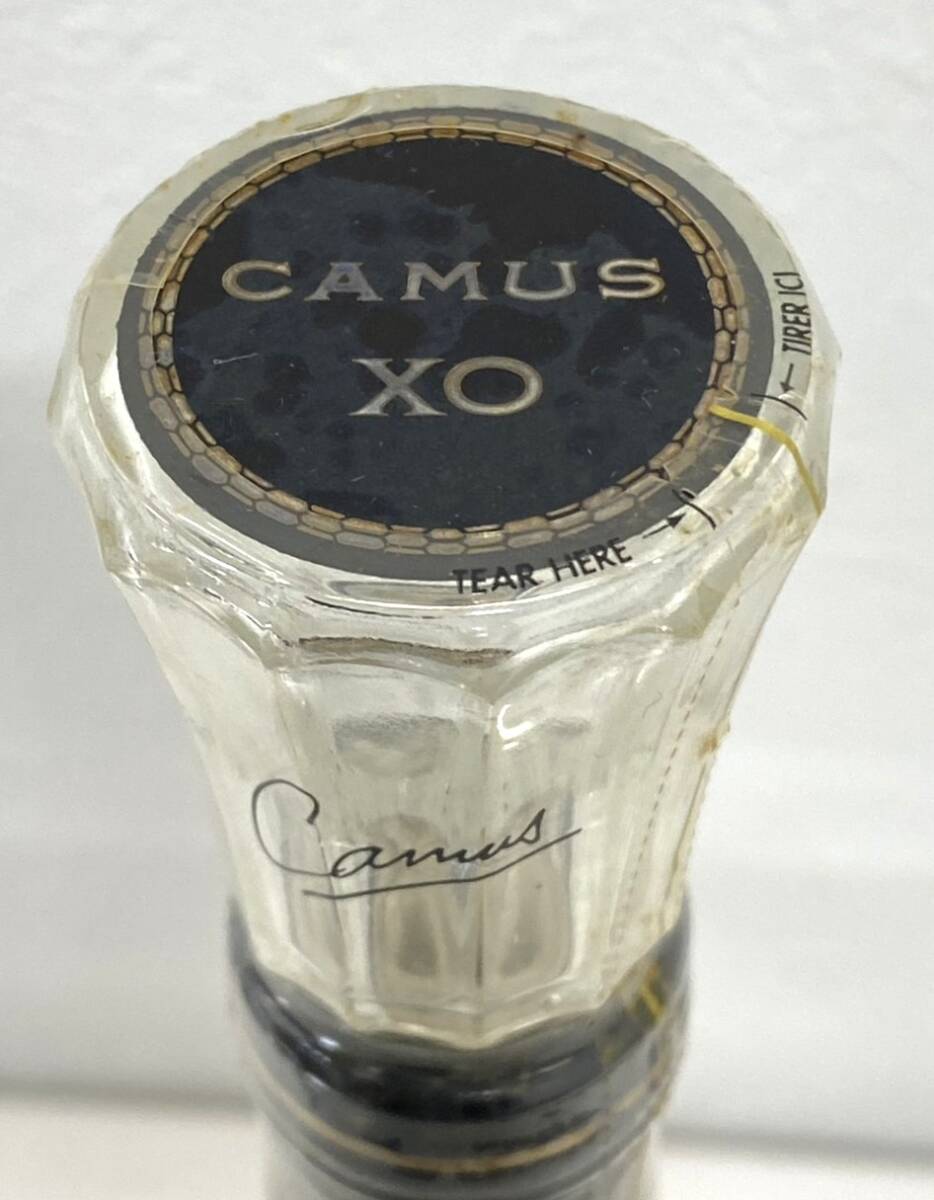 CAMUS
XO
TIRER ICI
TEAR HERE
Camus